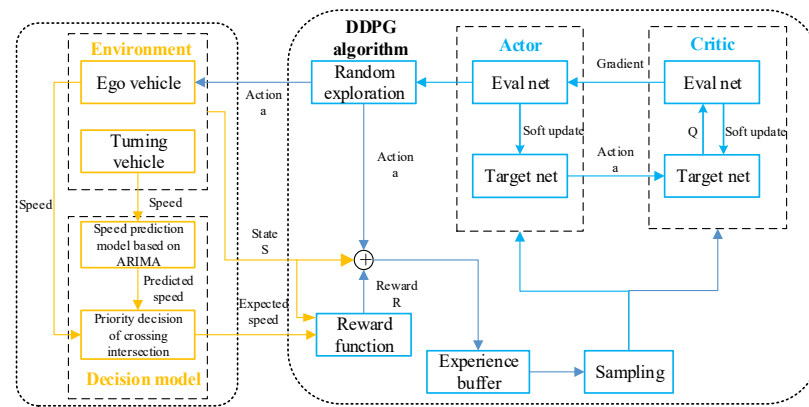 Environment
Ego vehicle
Turning
vehicle
Speed
Speed
Speed prediction
model based on
ARIMA
Predicted
speed
Priority decision
of crossing
intersection
Decision model
Action
a
State
S
Expected
speed
DDPG
algorithm
Random
exploration
Action
a
Reward
R
Reward
function
Experience
buffer
Sampling
Actor
Eval net
Soft update
Target net
Gradient
Action
a
Critic
Eval net
Q
Soft update
Target net